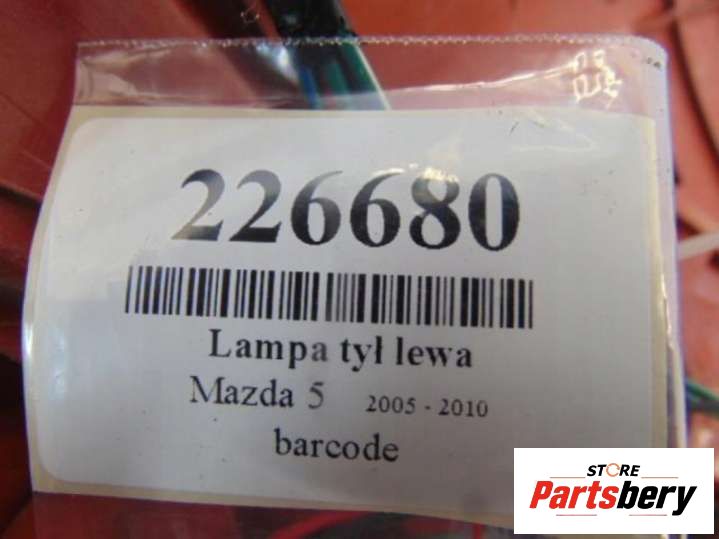 226680
Lampa tył lewa
Mazda 5 2005 - 2010
barcode
STORE
Partsbery